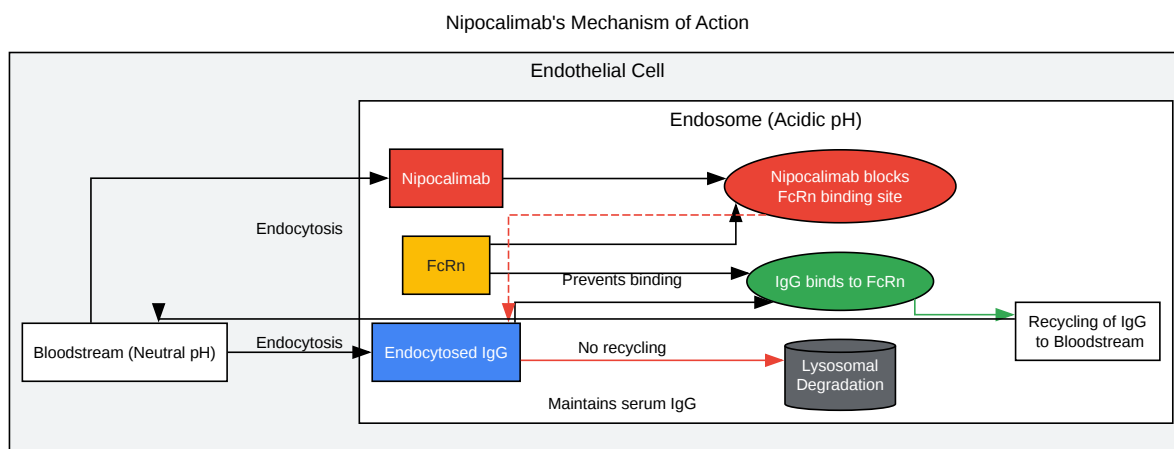 Nipocalimab's Mechanism of Action
Endothelial Cell
Endosome (Acidic pH)
Nipocalimab
Nipocalimab blocks
FcRn binding site
Endocytosis
FcRn
Prevents binding
IgG binds to FcRn
Bloodstream (Neutral pH)
Endocytosis
Endocytosed IgG
No recycling
Lysosomal
Degradation
Recycling of IgG
to Bloodstream
Maintains serum IgG